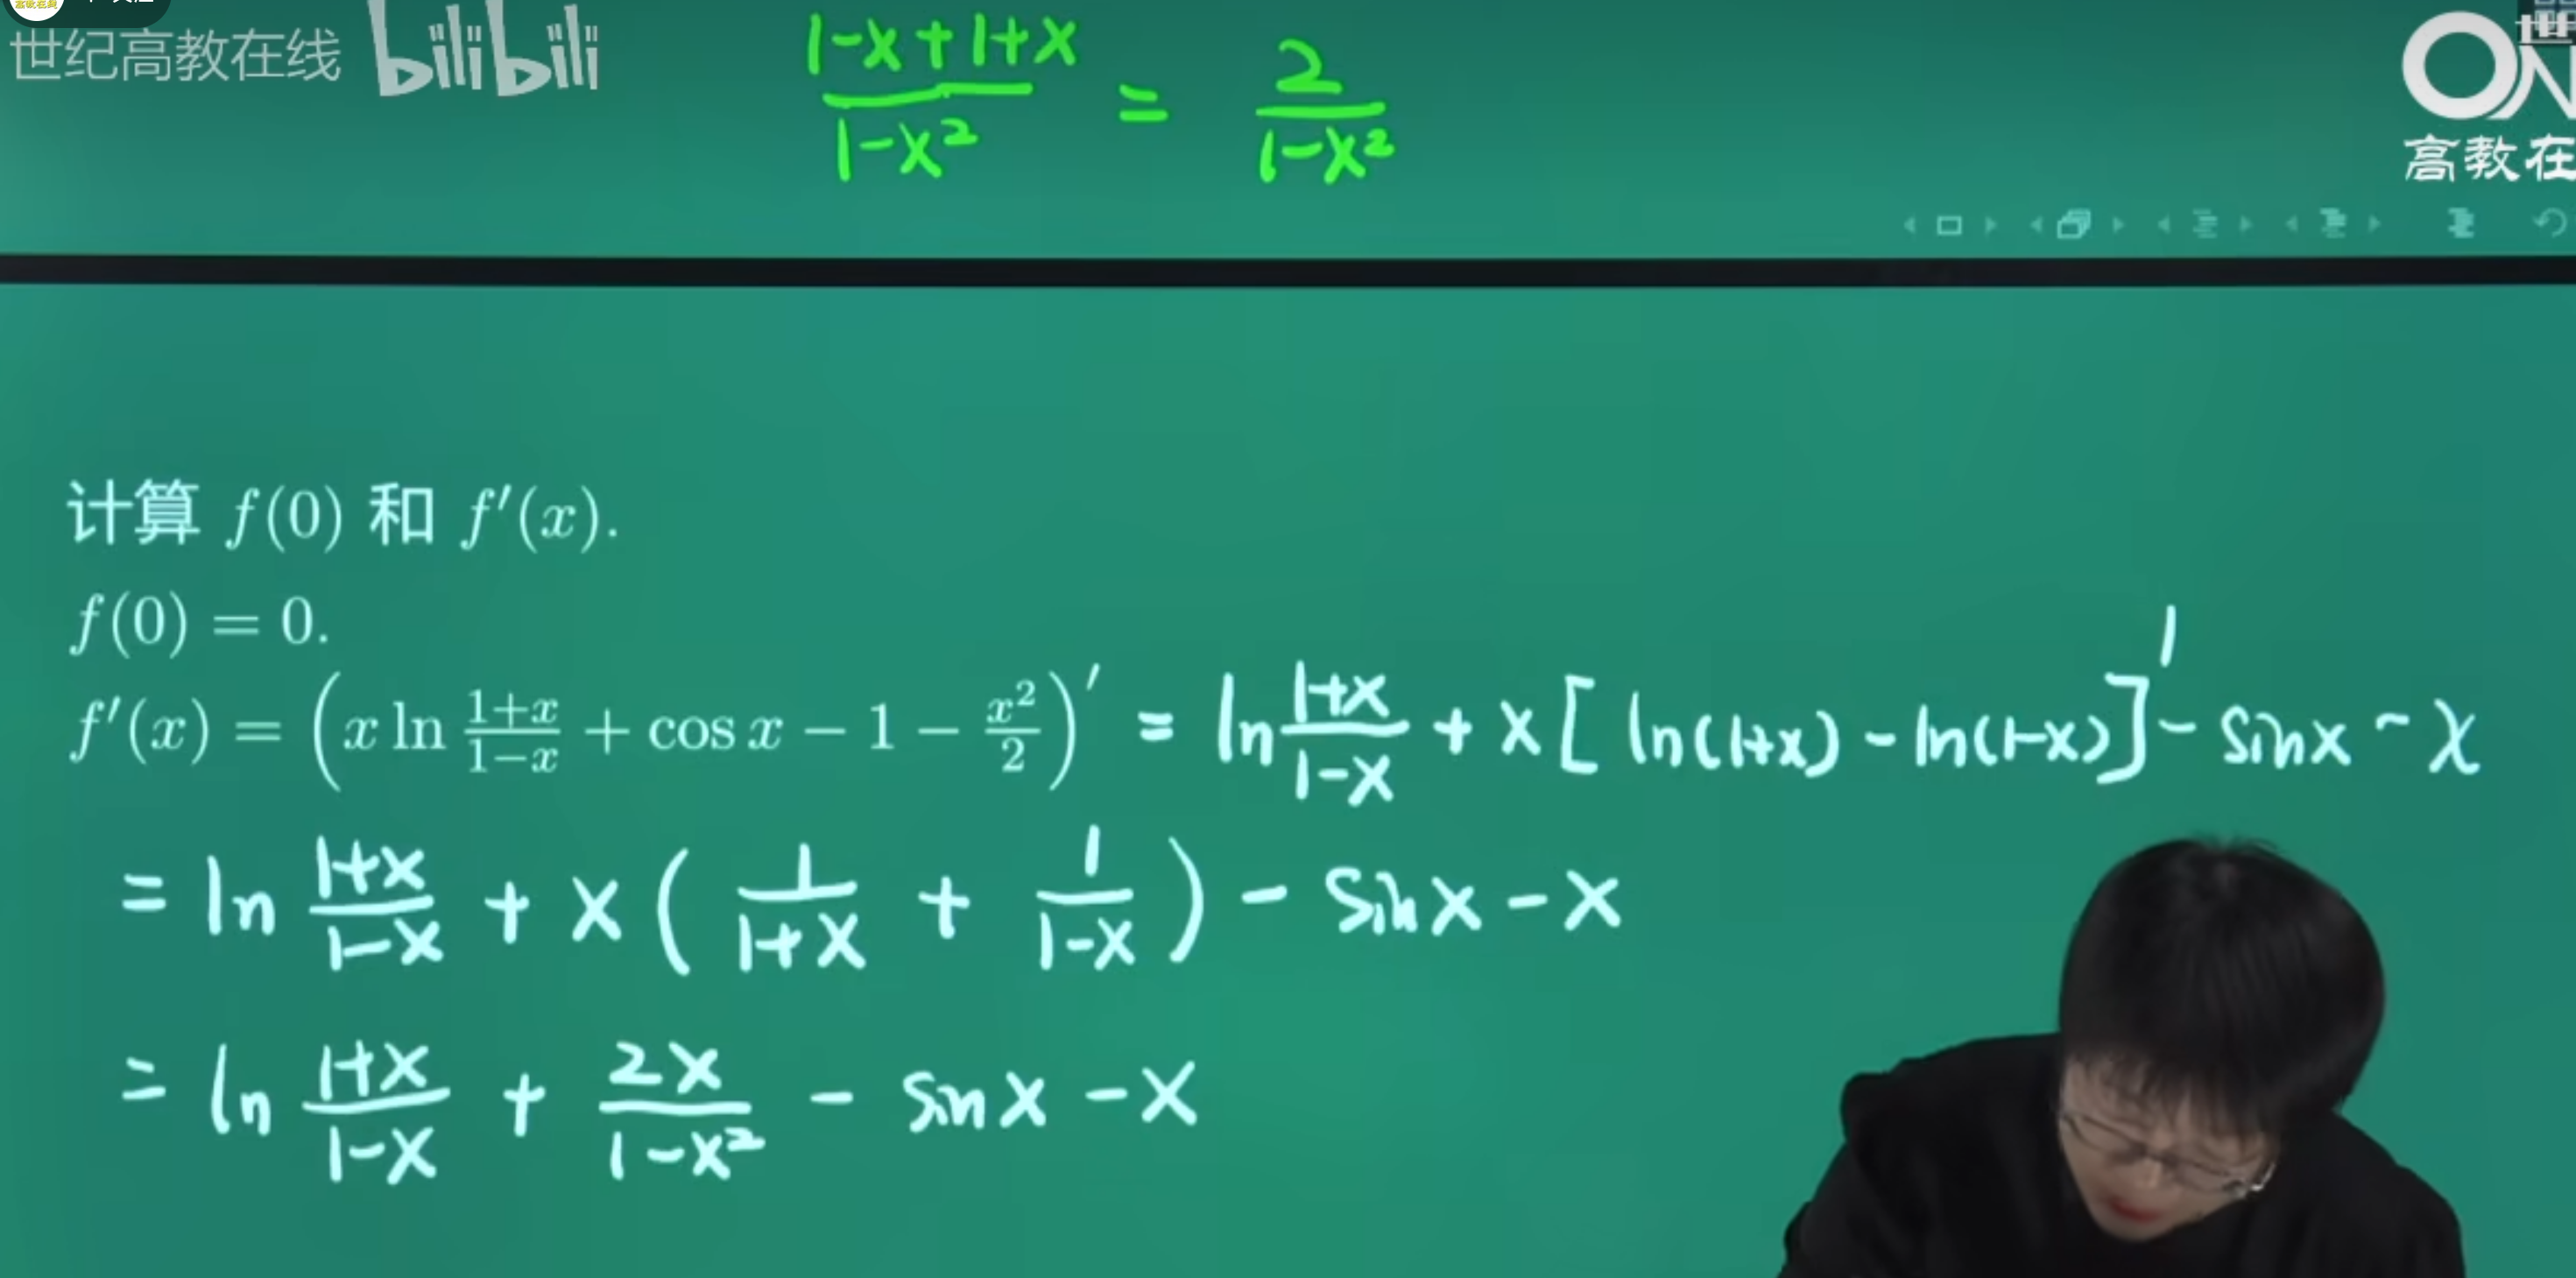 世纪高教在线 bilibili
\frac{1-x+1+x}{1-x^2} = \frac{2}{1-x^2}
ON
高教在
计算 f(0) 和 f'(x).
f(0) = 0.
f'(x) = \left( x \ln \frac{1+x}{1-x} + \cos x - 1 - \frac{x^2}{2} \right)' = \ln \frac{1+x}{1-x} + x [ \ln(1+x) - \ln(1-x) ]' - \sin x - x
= \ln \frac{1+x}{1-x} + x \left( \frac{1}{1+x} + \frac{1}{1-x} \right) - \sin x - x
= \ln \frac{1+x}{1-x} + \frac{2x}{1-x^2} - \sin x - x